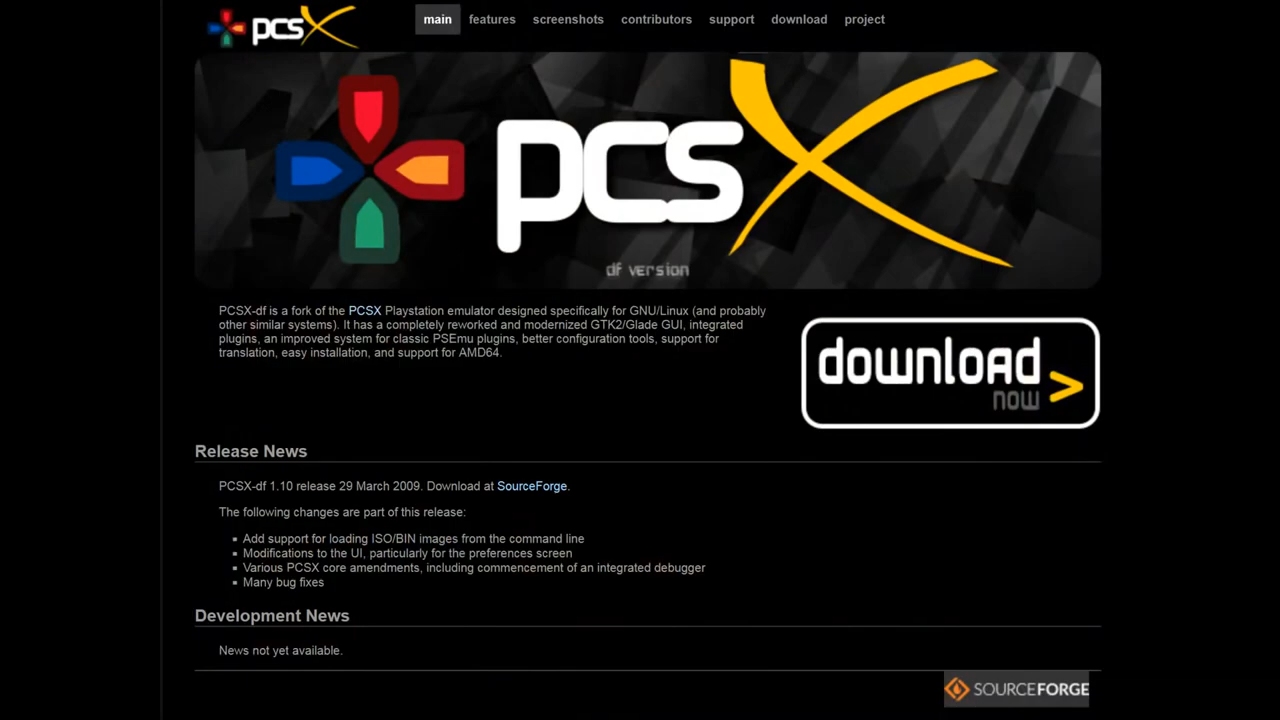 pcsx
main features screenshots contributors support download project
pcsx
df version
PCSX-df is a fork of the PCSX Playstation emulator designed specifically for GNU/Linux (and probably
other similar systems). It has a completely reworked and modernized GTK2/Glade GUI, integrated
plugins, an improved system for classic PSEmu plugins, better configuration tools, support for
translation, easy installation, and support for AMD64.
download
now >
Release News
PCSX-df 1.10 release 29 March 2009. Download at SourceForge.
The following changes are part of this release:
▪ Add support for loading ISO/BIN images from the command line
▪ Modifications to the UI, particularly for the preferences screen
▪ Various PCSX core amendments, including commencement of an integrated debugger
▪ Many bug fixes
Development News
News not yet available.
SOURCEFORGE